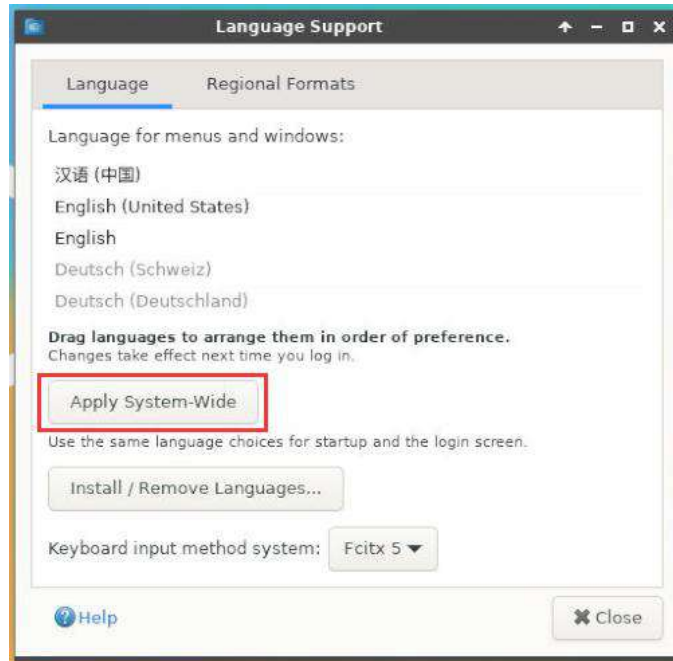 Language Support
Language Regional Formats
Language for menus and windows:
汉语 (中国)
English (United States)
English
Deutsch (Schweiz)
Deutsch (Deutschland)
Drag languages to arrange them in order of preference.
Changes take effect next time you log in.
Apply System-Wide
Use the same language choices for startup and the login screen.
Install / Remove Languages...
Keyboard input method system: Fcitx 5
Help Close